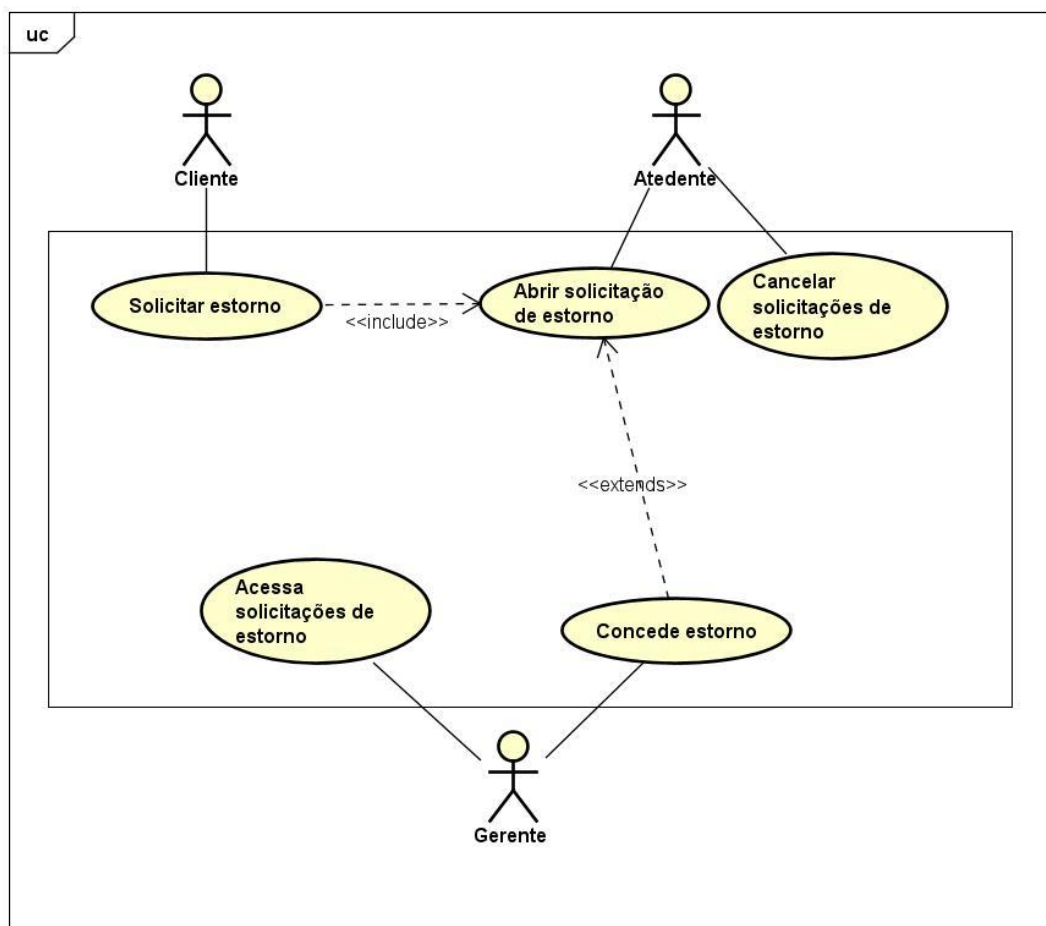 uc
Cliente
Atedente
Solicitar estorno
<<include>>
Abrir solicitação
de estorno
Cancelar
solicitações de
estorno
<<extends>>
Acessa
solicitações de
estorno
Concede estorno
Gerente